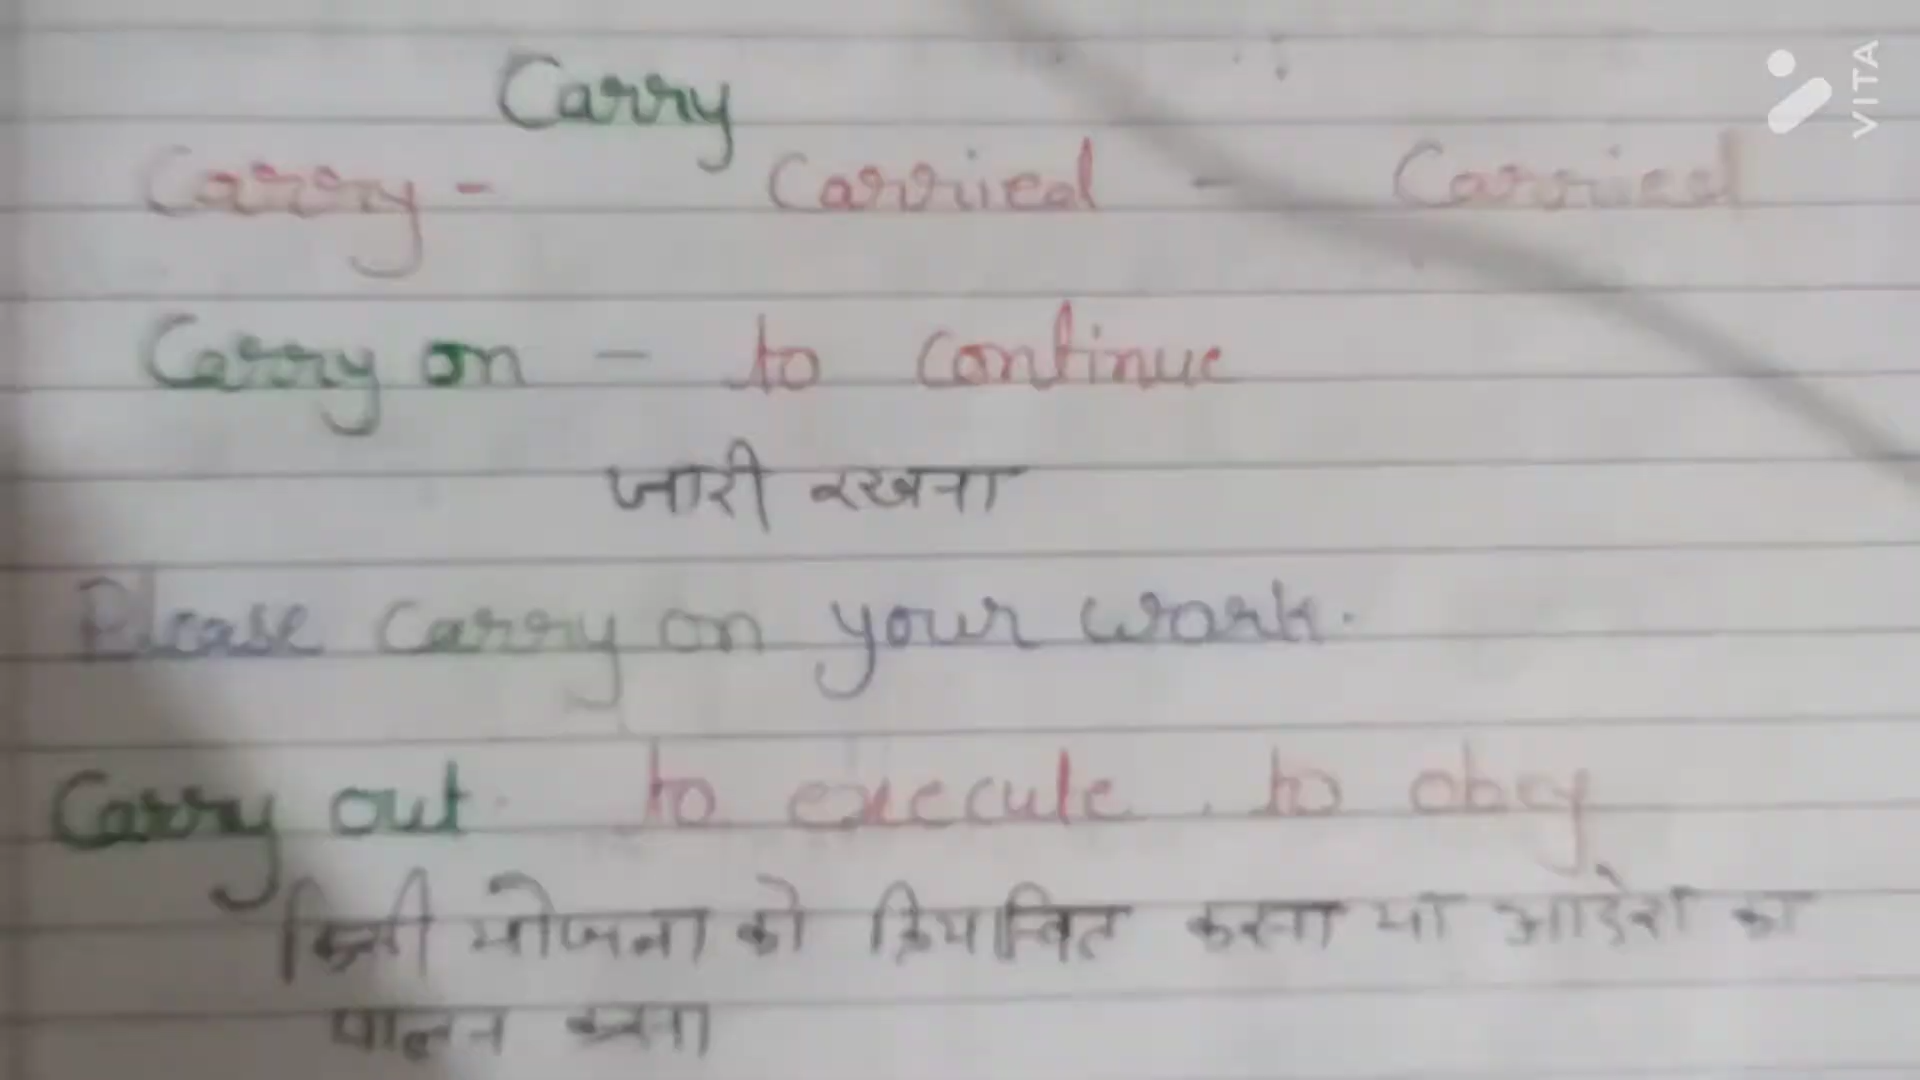 Carry
Carry - Carried - Carried
Carry on - to continue
जारी रखना
Please carry on your work.
Carry out. to execute. to obey
किसी योजना को क्रियान्वित करना या आदेश का
पालन करना
VITA